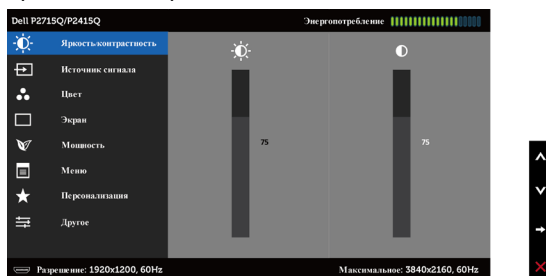 Dell P2715Q/P2415Q
Энергопотребление
Яркость/контрастность
Источник сигнала
Цвет
Экран
Мощность
Меню
Персонализация
Другое
75
75
Разрешение: 1920x1200, 60Hz
Максимальное: 3840x2160, 60Hz